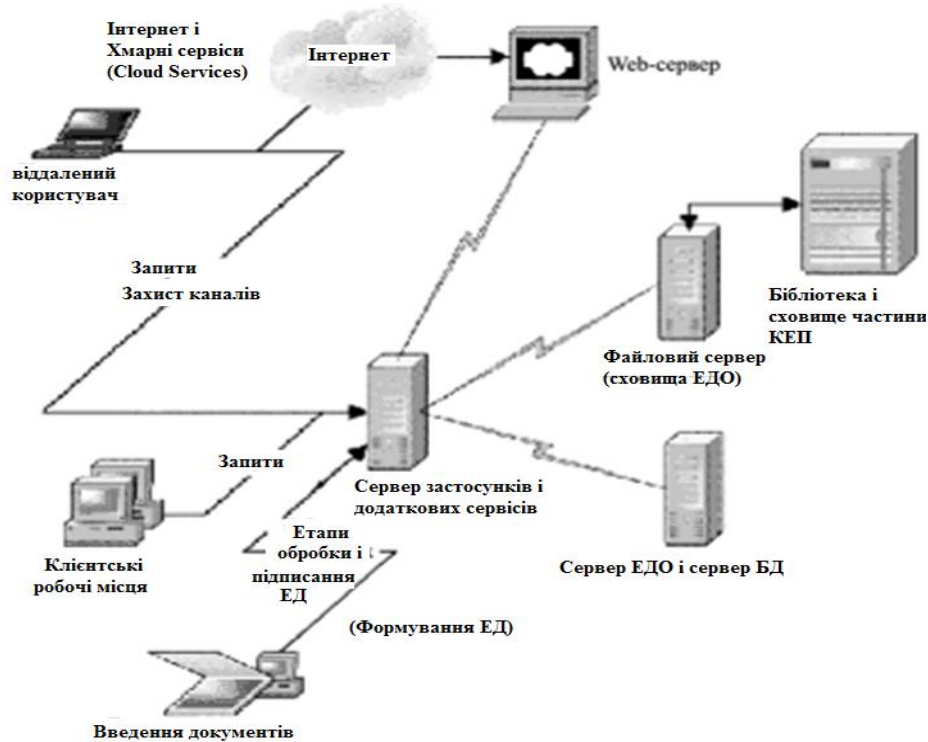 Інтернет і
Хмарні сервіси
(Cloud Services)
Інтернет
Web-сервер
віддалений
користувач
Запити
Захист каналів
Бібліотека і
сховище частини
КЕП
Файловий сервер
(сховища ЕДО)
Запити
Сервер застосунків і
додаткових сервісів
Клієнтські
робочі місця
Етапи
обробки і
підписання
ЕД
Сервер ЕДО і сервер БД
(Формування ЕД)
Введення документів